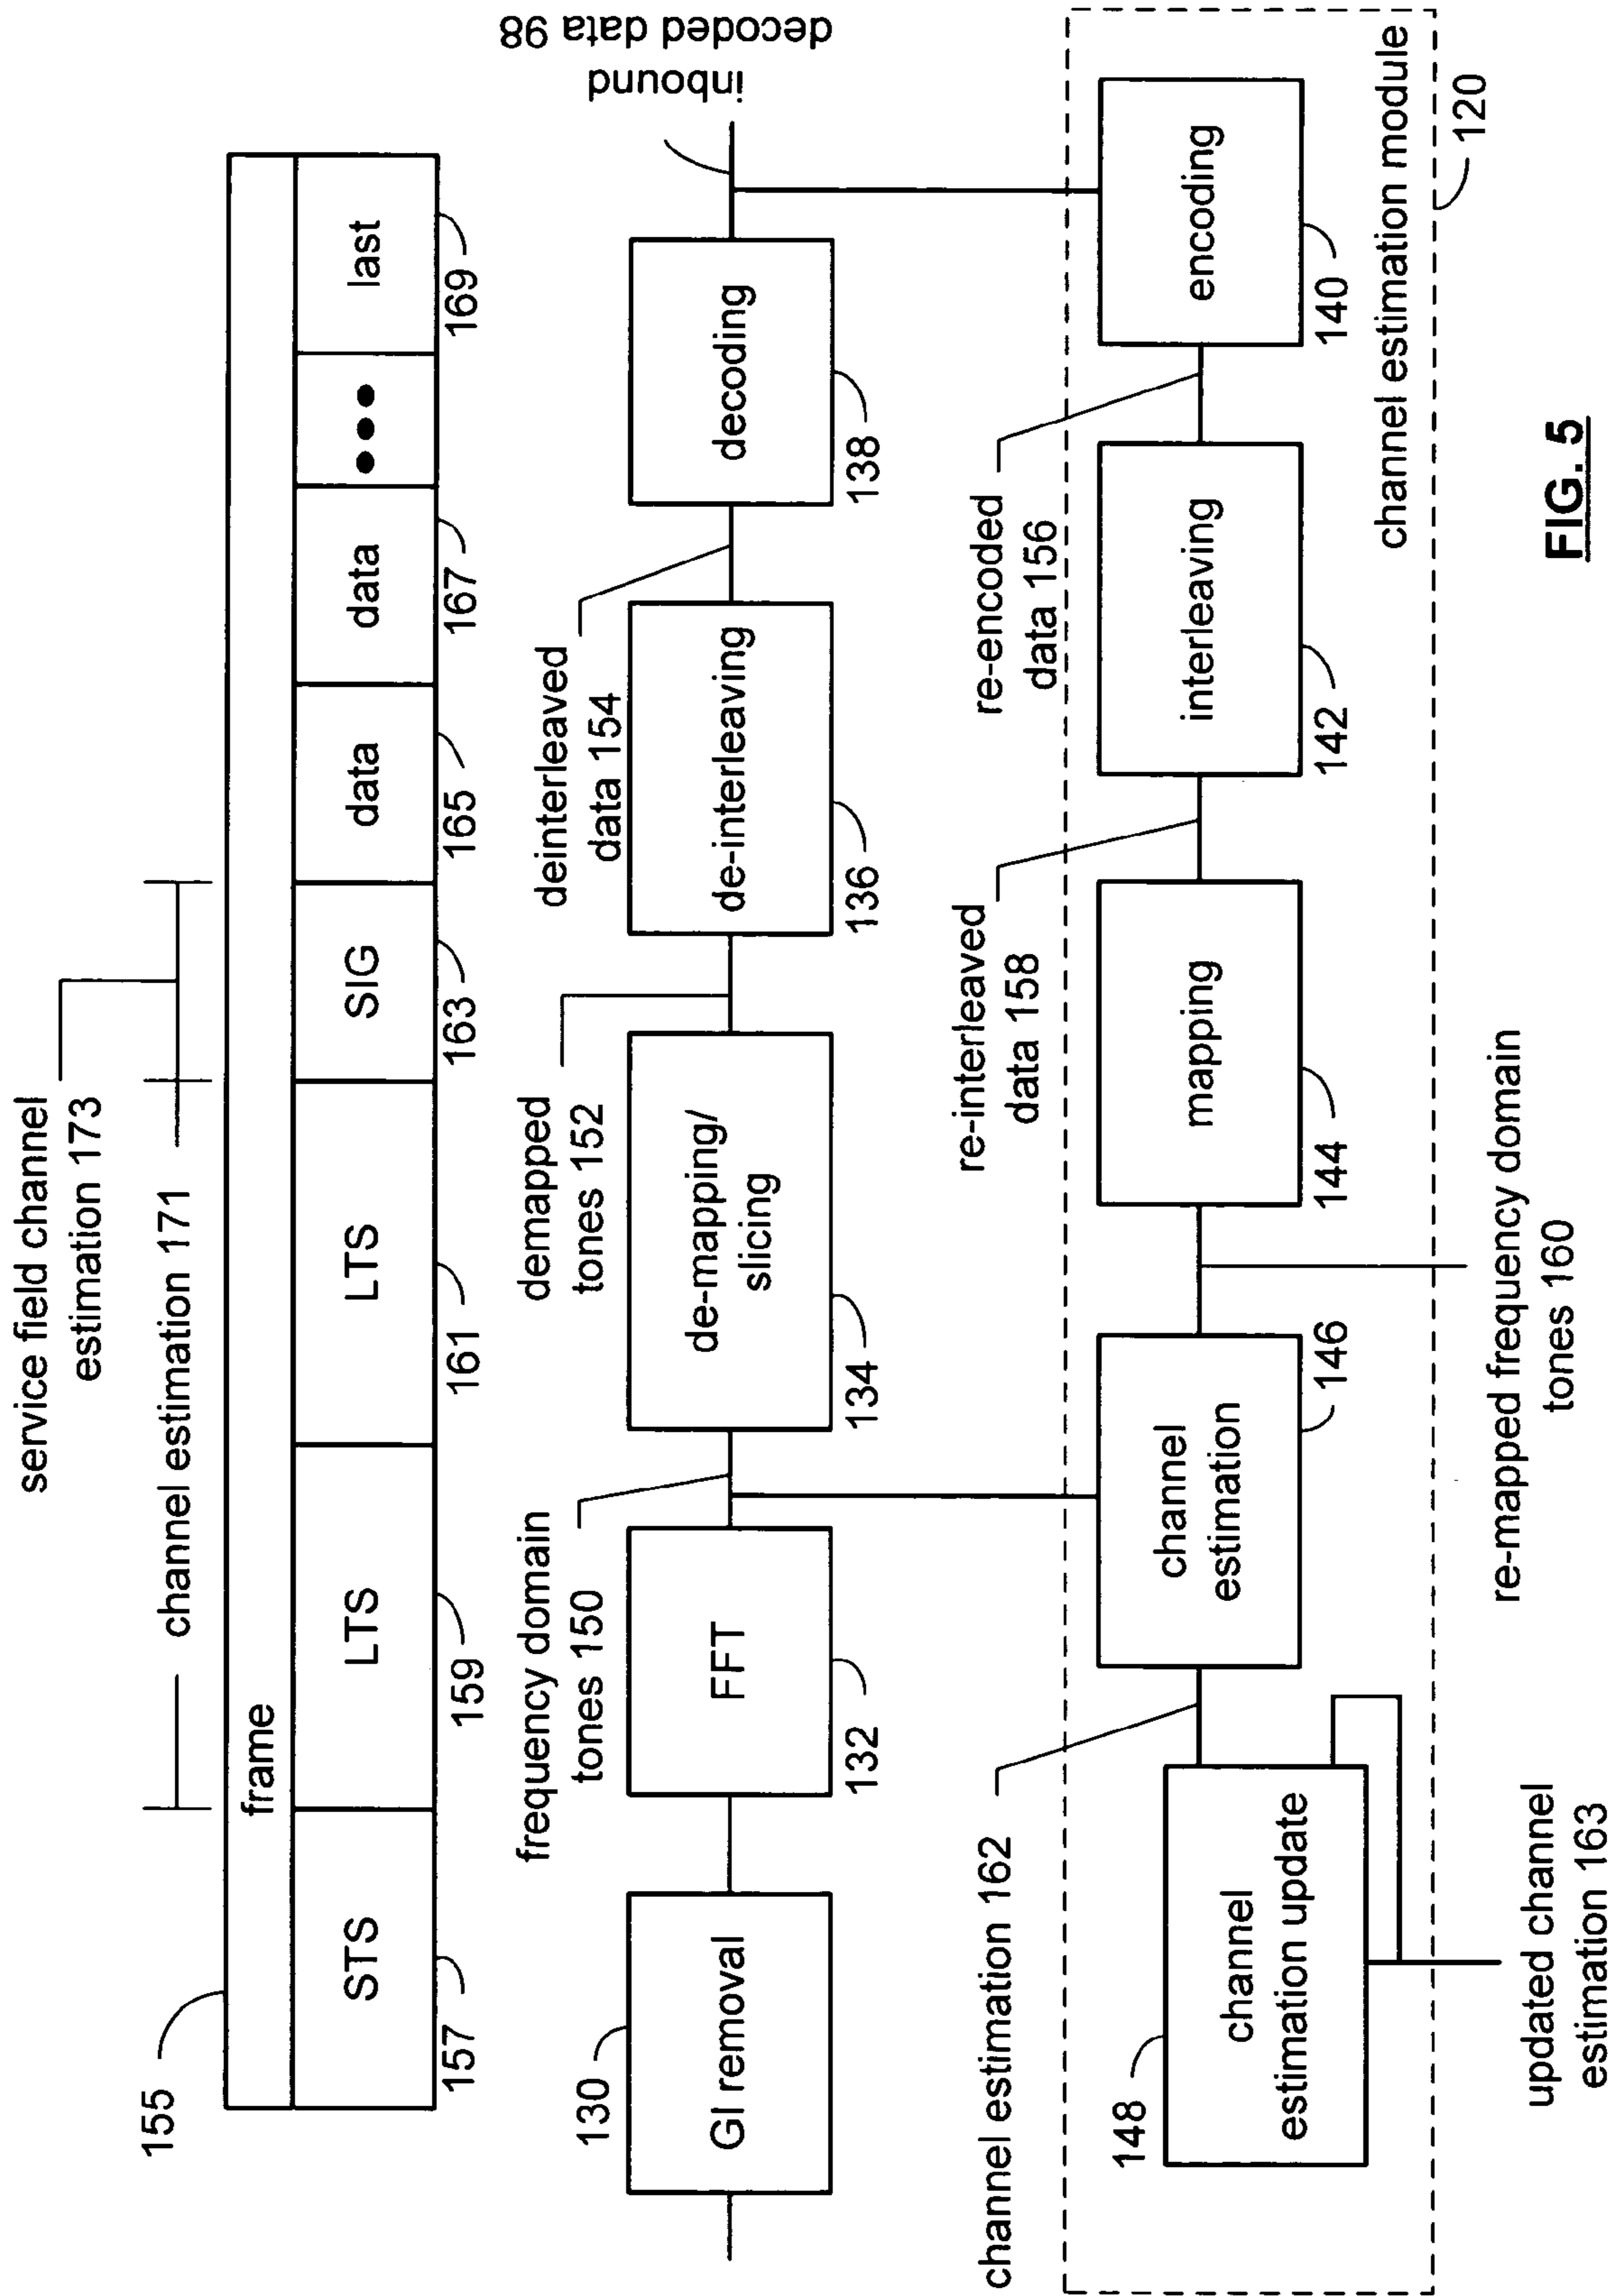 service field channel
estimation 173
channel estimation 171
155
frame
STS
LTS
LTS
SIG
data
data
•••
last
157
159
161
163
165
167
169
frequency domain
tones 150
demapped
tones 152
deinterleaved
data 154
inbound
decoded data 98
130
GI removal
FFT
de-mapping/
slicing
de-interleaving
decoding
132
134
136
138
channel estimation 162
re-interleaved
data 158
re-encoded
data 156
148
channel
estimation update
channel
estimation
mapping
interleaving
encoding
146
144
142
140
channel estimation module
120
updated channel
estimation 163
re-mapped frequency domain
tones 160
FIG. 5